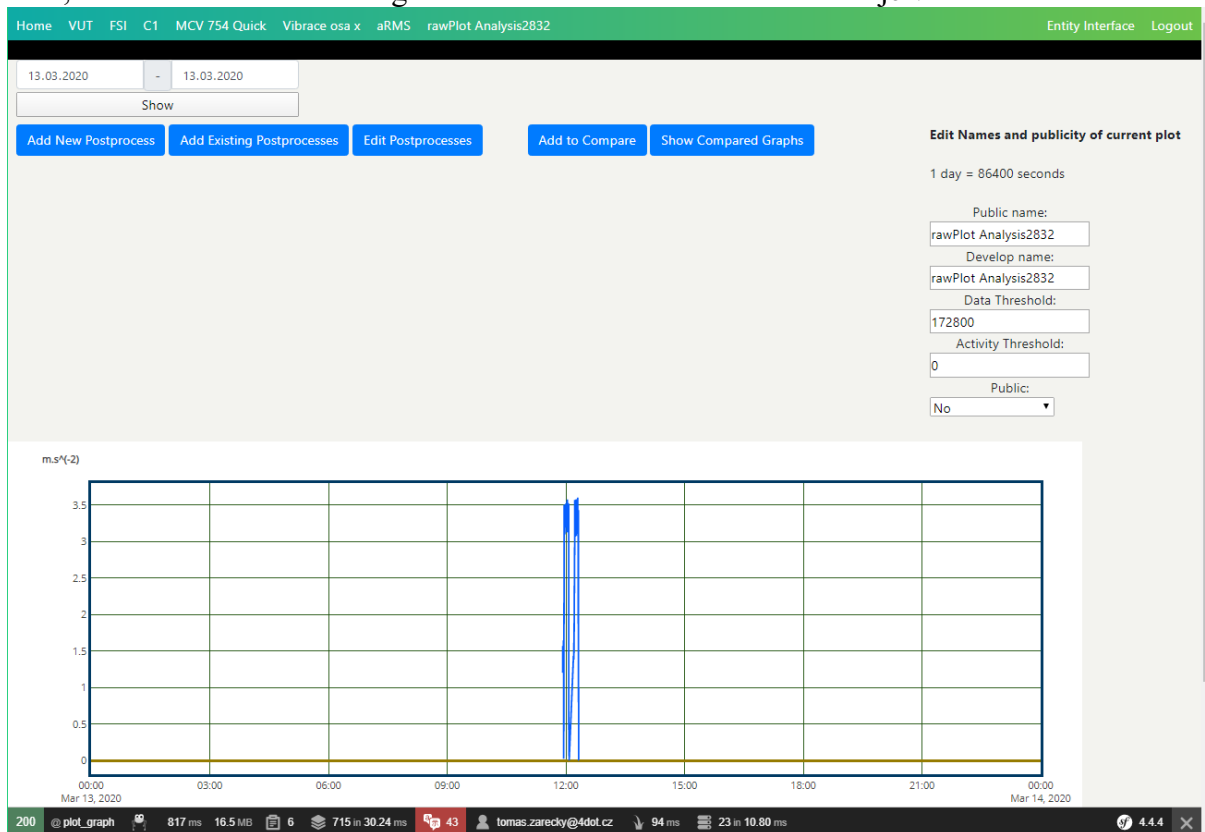 Home VUT FSI C1 MCV 754 Quick Vibrace osa x aRMS rawPlot Analysis2832 Entity Interface Logout
13.03.2020 - 13.03.2020
Show
Add New Postprocess Add Existing Postprocesses Edit Postprocesses Add to Compare Show Compared Graphs
Edit Names and publicity of current plot
1 day = 86400 seconds
Public name:
rawPlot Analysis2832
Develop name:
rawPlot Analysis2832
Data Threshold:
172800
Activity Threshold:
0
Public:
No
m.s^(-2)
3.5
3
2.5
2
1.5
1
0.5
0
00:00 03:00 06:00 09:00 12:00 15:00 18:00 21:00 00:00
Mar 13, 2020 Mar 14, 2020
200 @ plot_graph 817 ms 16.5 MB 6 715 in 30.24 ms 43 tomas.zarecky@4dot.cz 94 ms 23 in 10.80 ms 4.4.4